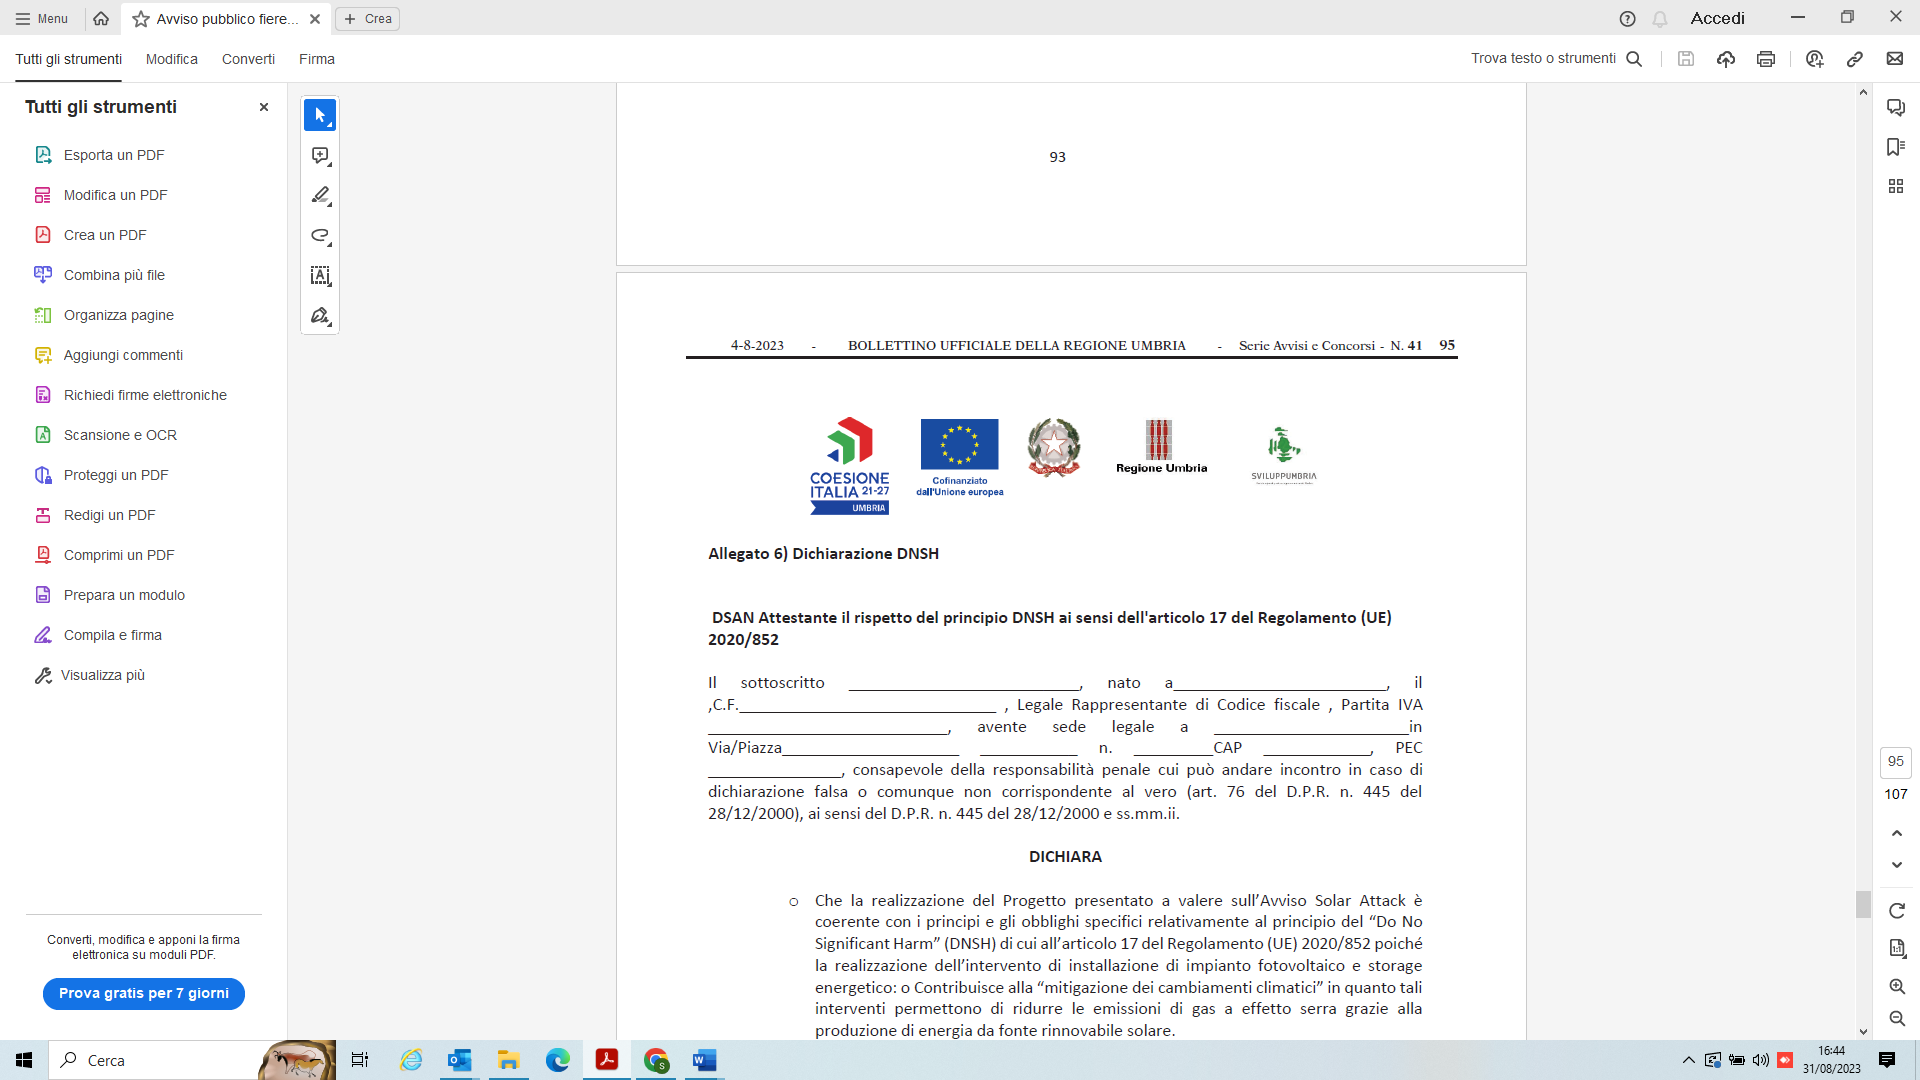 Menu
Avviso pubblico fiere...
Crea
Accedi
Tutti gli strumenti
Modifica
Converti
Firma
Trova testo o strumenti
Tutti gli strumenti
Esporta un PDF
Modifica un PDF
Crea un PDF
Combina più file
Organizza pagine
Aggiungi commenti
Richiedi firme elettroniche
Scansione e OCR
Proteggi un PDF
Redigi un PDF
Comprimi un PDF
Prepara un modulo
Compila e firma
Visualizza più
Converti, modifica e apponi la firma
elettronica su moduli PDF.
Prova gratis per 7 giorni
93
4-8-2023 - BOLLETTINO UFFICIALE DELLA REGIONE UMBRIA - Serie Avvisi e Concorsi - N. 41 95
COESIONE
ITALIA 21-27
UMBRIA
Cofinanziato
dall'Unione europea
Regione Umbria
SVILUPPUMBRIA
Allegato 6) Dichiarazione DNSH
DSAN Attestante il rispetto del principio DNSH ai sensi dell'articolo 17 del Regolamento (UE)
2020/852
Il sottoscritto __________________________, nato a________________________, il
,C.F._____________________________ , Legale Rappresentante di Codice fiscale , Partita IVA
___________________________, avente sede legale a ______________________in
Via/Piazza____________________ ___________ n. _________CAP ____________, PEC
_______________, consapevole della responsabilità penale cui può andare incontro in caso di
dichiarazione falsa o comunque non corrispondente al vero (art. 76 del D.P.R. n. 445 del
28/12/2000), ai sensi del D.P.R. n. 445 del 28/12/2000 e ss.mm.ii.
DICHIARA
o Che la realizzazione del Progetto presentato a valere sull’Avviso Solar Attack è
coerente con i principi e gli obblighi specifici relativamente al principio del “Do No
Significant Harm” (DNSH) di cui all’articolo 17 del Regolamento (UE) 2020/852 poiché
la realizzazione dell’intervento di installazione di impianto fotovoltaico e storage
energetico: o Contribuisce alla “mitigazione dei cambiamenti climatici” in quanto tali
interventi permettono di ridurre le emissioni di gas a effetto serra grazie alla
produzione di energia da fonte rinnovabile solare.
95
107
Cerca
16:44
31/08/2023